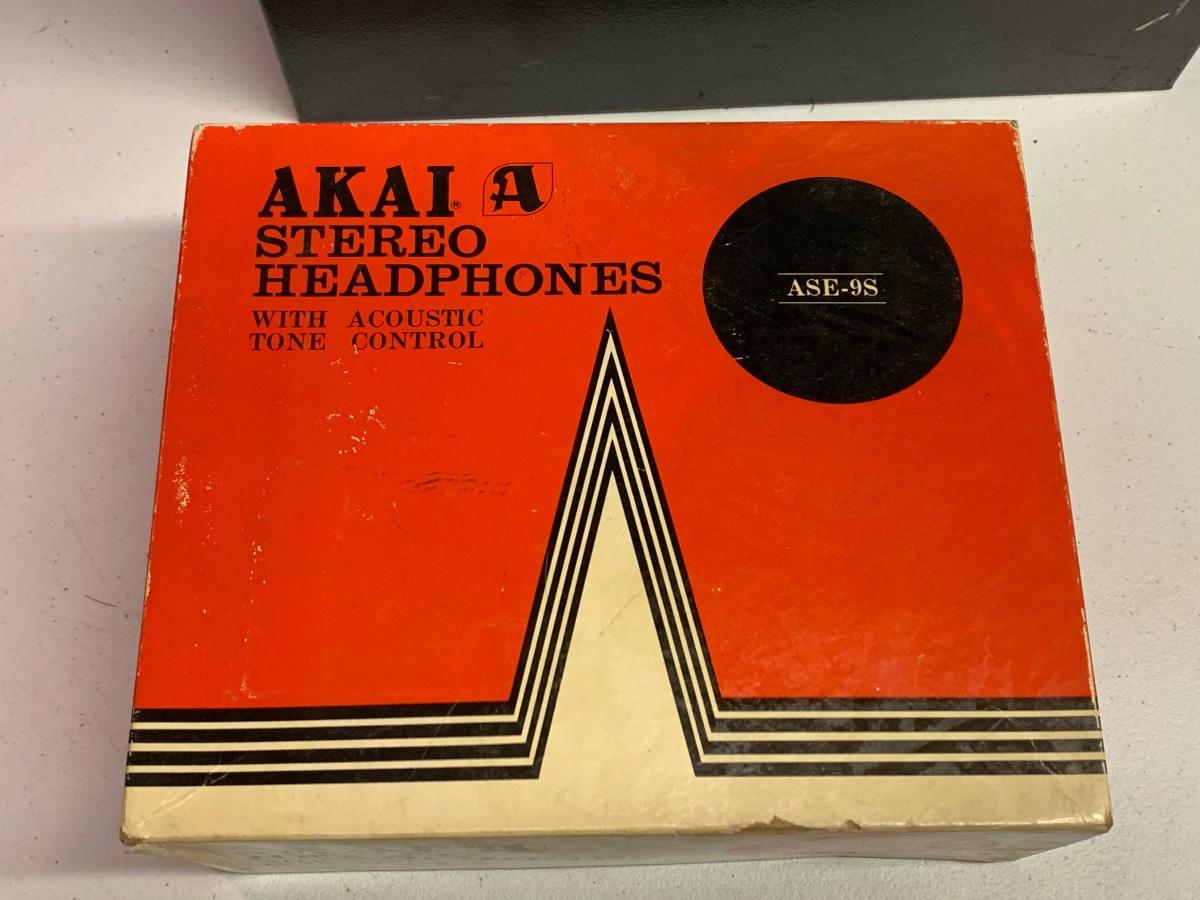 AKAI® A
STEREO
HEADPHONES
WITH ACOUSTIC
TONE CONTROL
ASE-9S